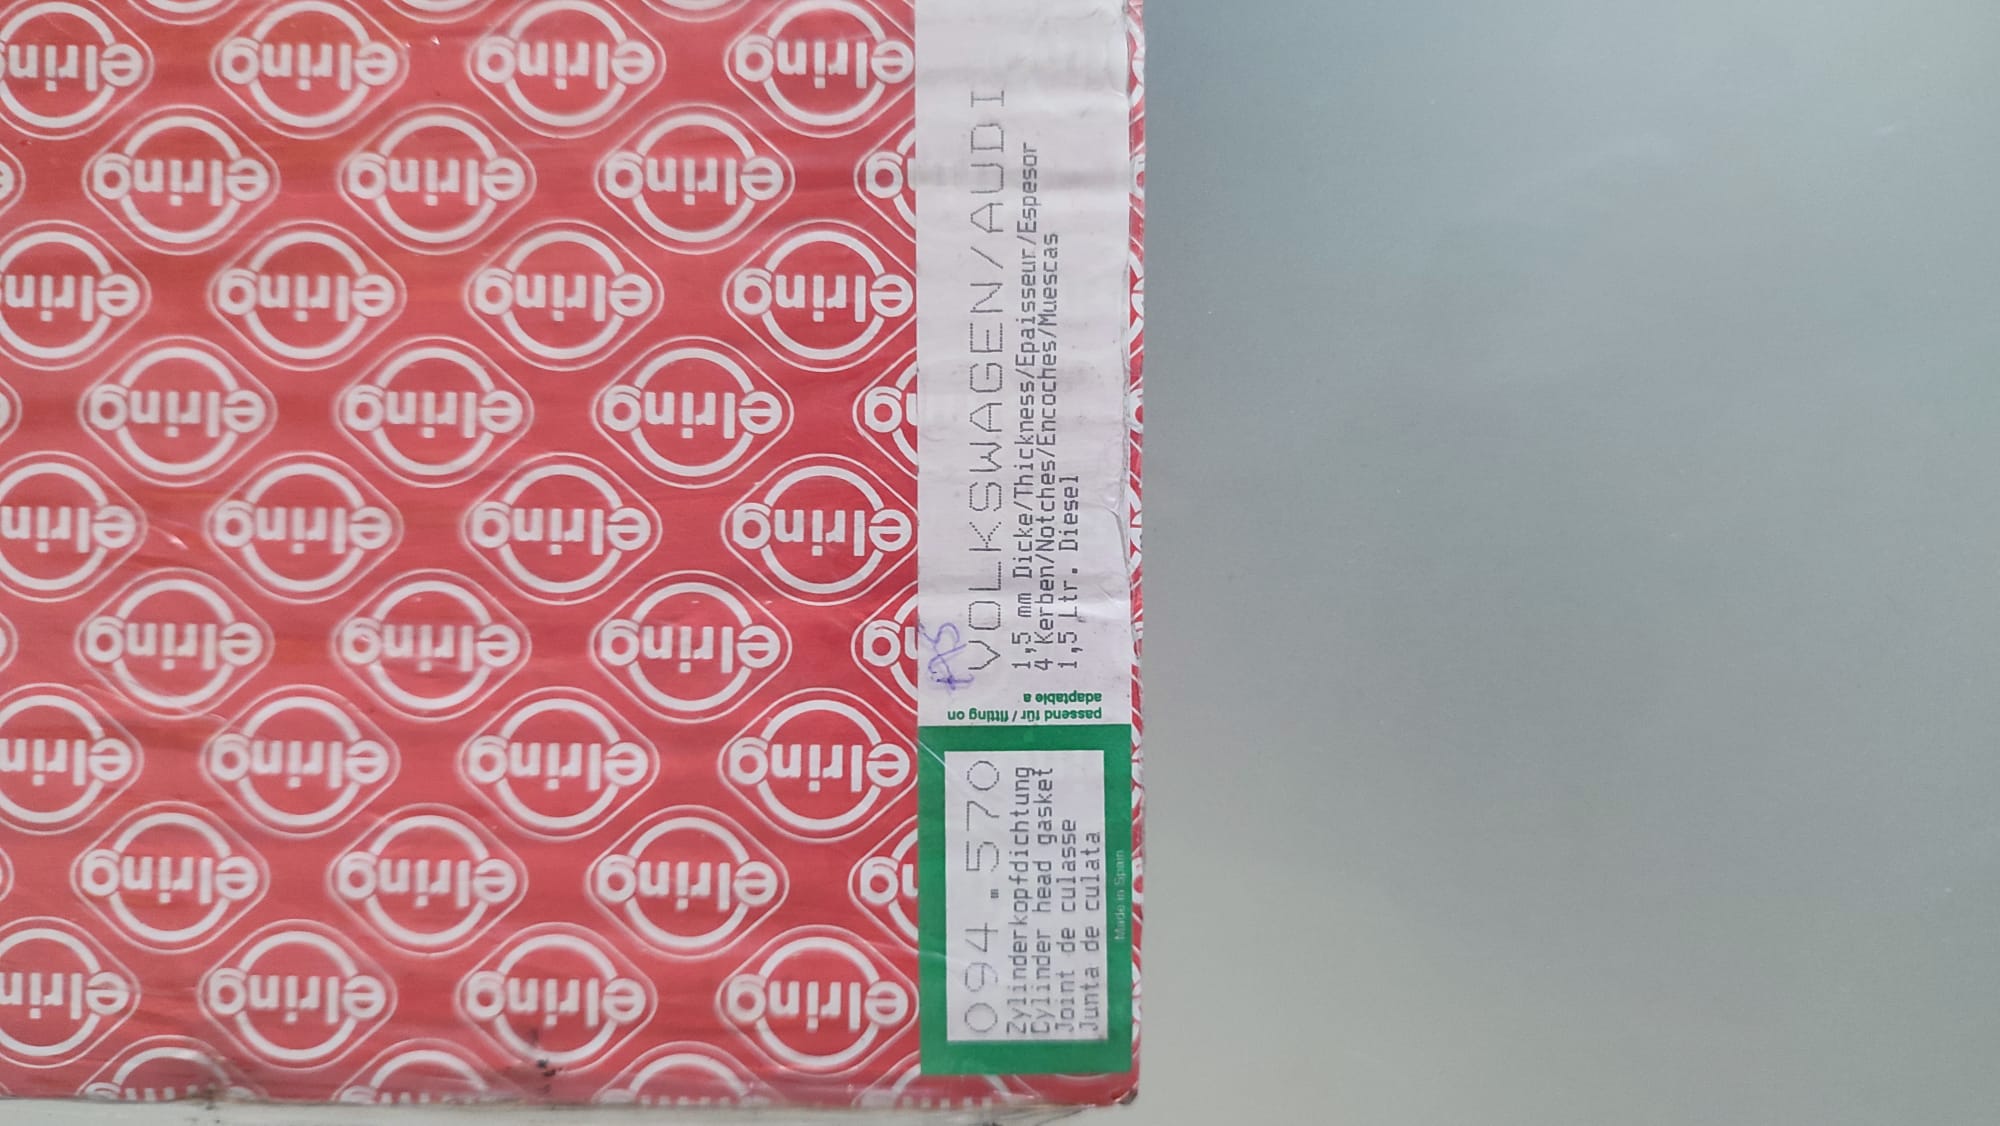 elring
094.570
Zylinderkopfdichtung
Cylinder head gasket
Joint de culasse
Junta de culata
Made in Spain
passend für / fitting on
adaptable a
VOLKSWAGEN/AUDI
1,5 mm Dicke/Thickness/Epaisseur/Espesor
4 Kerben/Notches/Encoches/Muescas
1,5 Ltr. Diesel